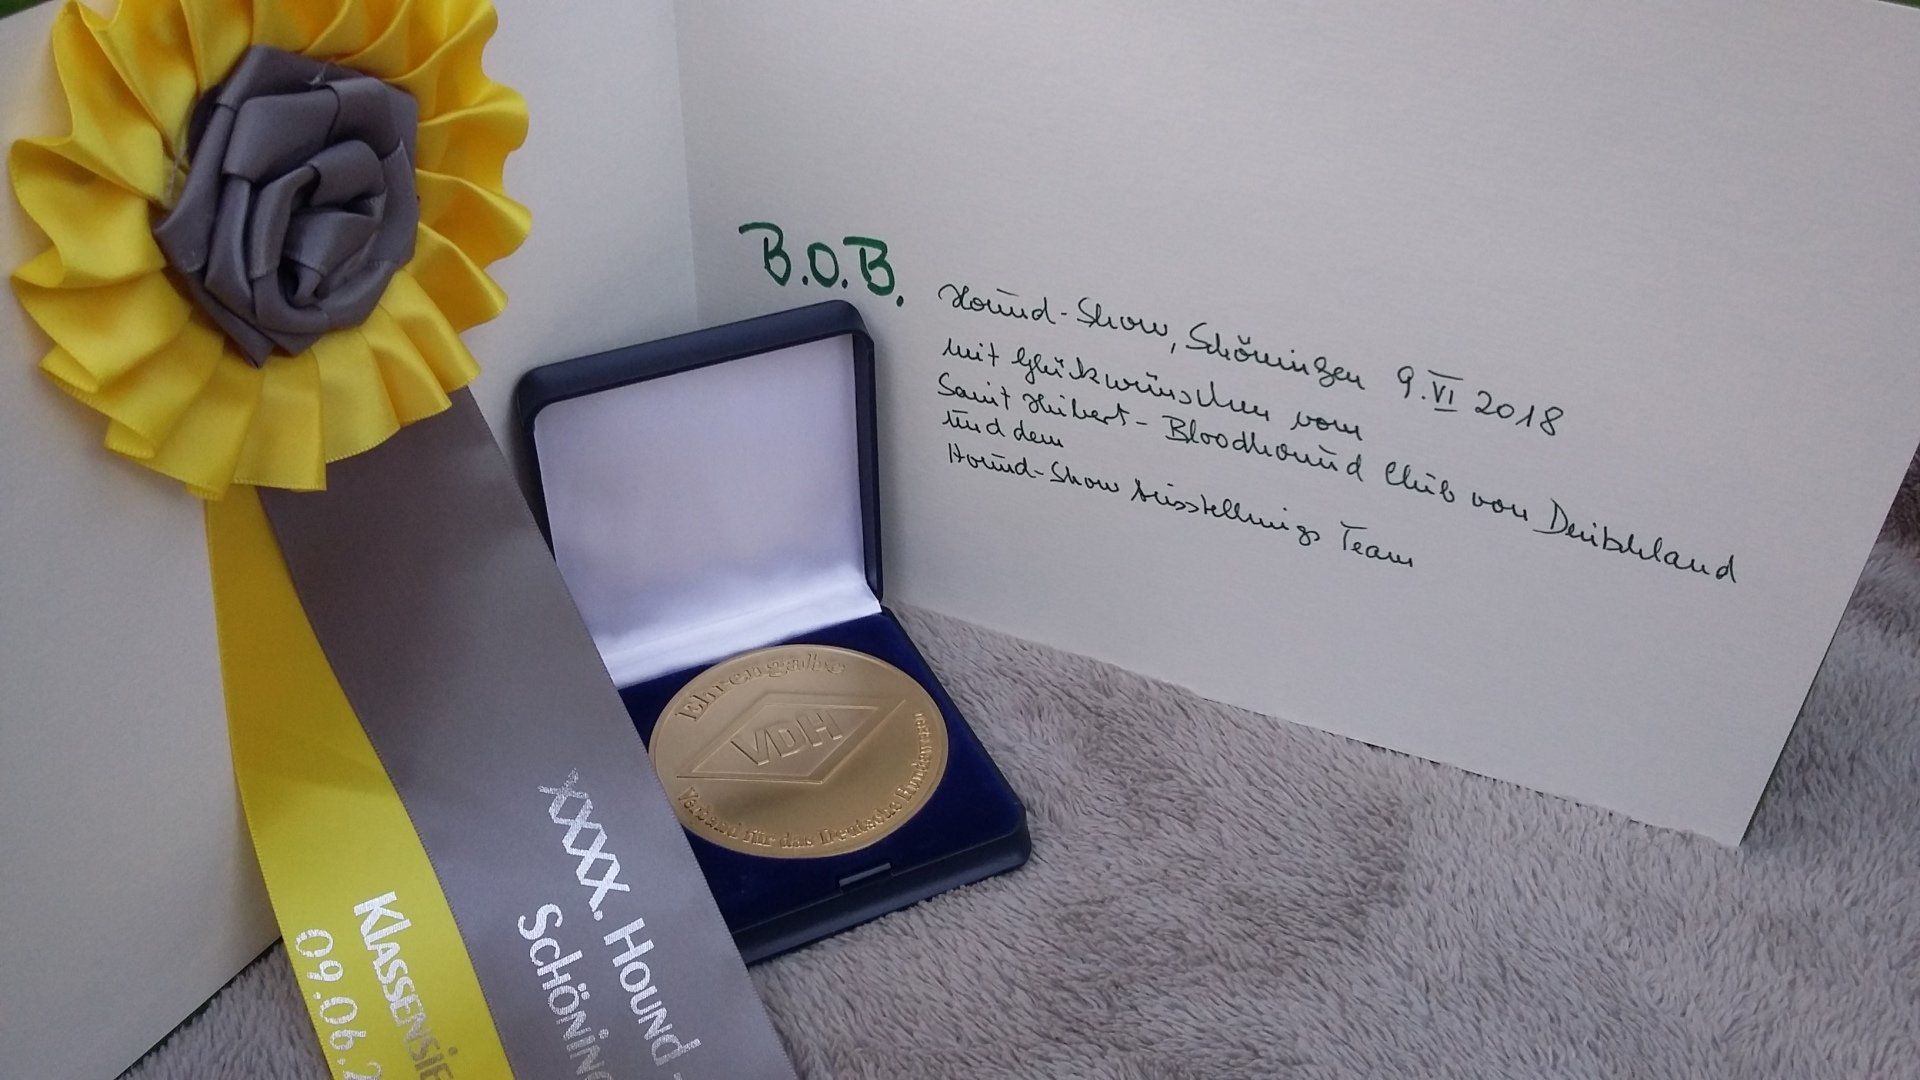 B.O.B.
Hound-Show, Schöningen 9.VI 2018
mit Glückwünschen vom
Saint Hubert - Bloodhound Club von Deutschland
und dem
Hound-Show Ausstellungs Team
Ehrengabe
VDH
Verband für das Deutsche Hundewesen
XXXX. Hound -
Schöning
Klassensie
09.06.2